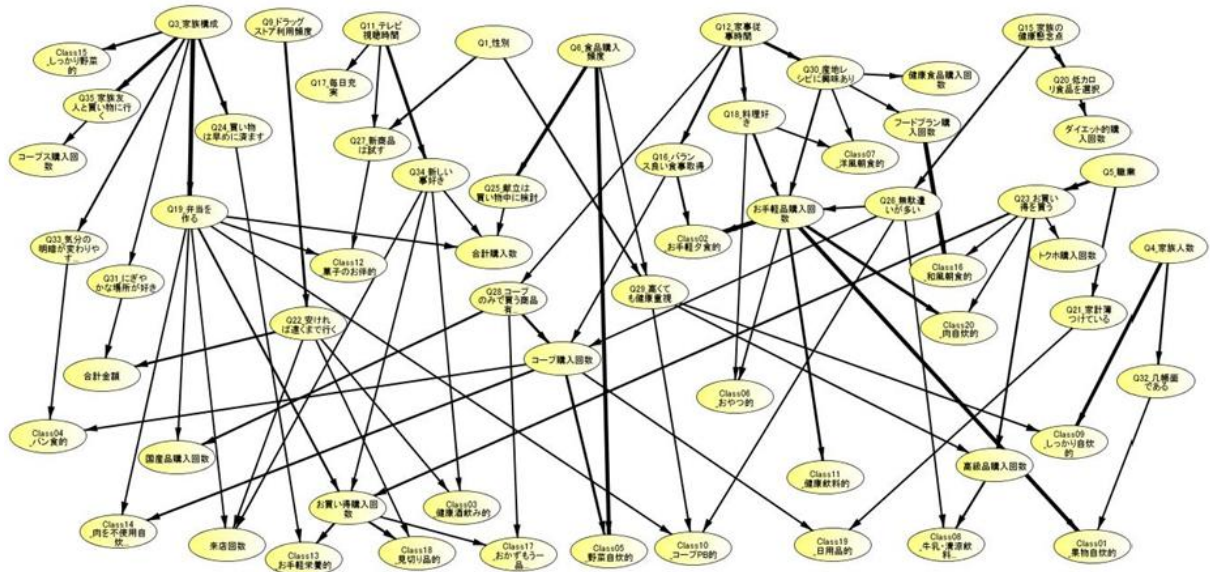 Q3_家族構成
Q9_ドラッグ
ストア利用頻度
Q11_テレビ
視聴時間
Q1_性別
Q6_食品購入
頻度
Q12_家事従
事時間
Q15_家族の
健康懸念点
Class15
_しっかり野菜
的
Q17_毎日充
実
Q30_産地レ
シピに興味あり
健康食品購入回
数
Q20_低カロ
リ食品を選択
Q35_家族友
人と買い物に行
く
Q24_買い物
は早めに済ます
Q27_新商品
は試す
Q18_料理好
き
フードプラン購
入回数
ダイエット的購
入回数
コープス購入回
数
Q34_新しい
事好き
Q25_献立は
買い物中に検討
Q16_バラン
ス良い食事取得
Class07
_洋風朝食的
Q5_職業
Q19_弁当を
作る
お手軽品購入回
数
Q26_無駄遣
いが多い
Q23_お買い
得を買う
Q33_気分の
明暗が変わりや
す...
Q31_にぎや
かな場所が好き
Class12
_菓子のお伴的
合計購入数
Class02
_お手軽夕食的
Class16
_和風朝食的
トクホ購入回数
Q4_家族人数
Q28_コープ
のみで買う商品
有...
Q29_高くて
も健康重視
Q22_安けれ
ば遠くまで行く
Class20
_肉自炊的
Q21_家計簿
つけている
合計金額
コープ購入回数
Q32_几帳面
である
Class06
_おやつ的
Class04
_パン食的
国産品購入回数
Class09
_しっかり自炊
的
Class11
_健康飲料的
高級品購入回数
お買い得購入回
数
Class03
_健康酒飲み的
Class14
_肉を不使用自
炊...
来店回数
Class13
_お手軽栄養的
Class18
_見切り品的
Class17
_おかずもう一
品...
Class05
_野菜自炊的
Class10
_コープPB的
Class19
_日用品的
Class08
_牛乳・清涼飲
料...
Class01
_果物自炊的